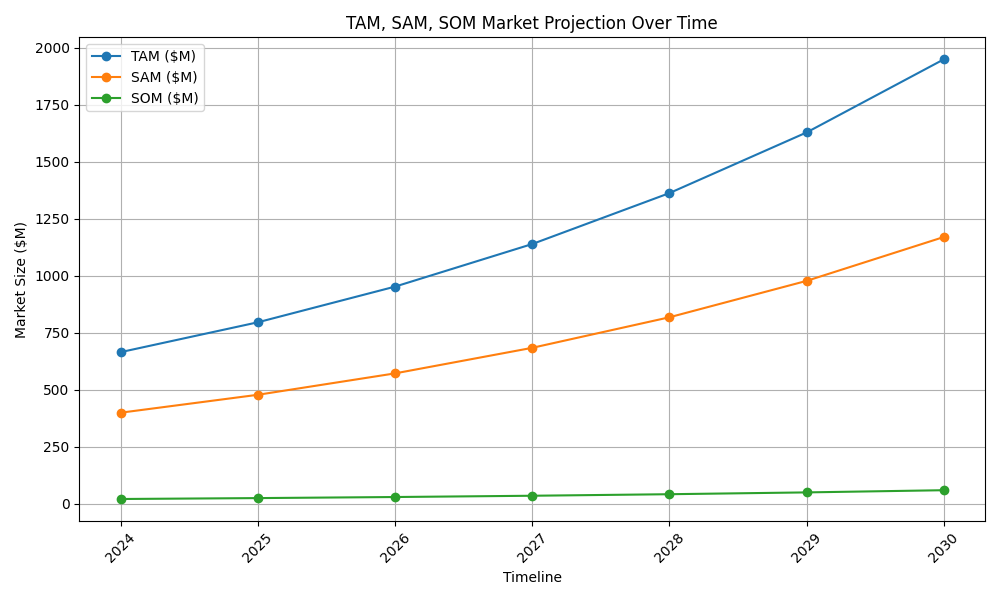 TAM, SAM, SOM Market Projection Over Time
TAM ($M)
SAM ($M)
SOM ($M)
Market Size ($M)
2000
1750
1500
1250
1000
750
500
250
0
2024
2025
2026
2027
2028
2029
2030
Timeline